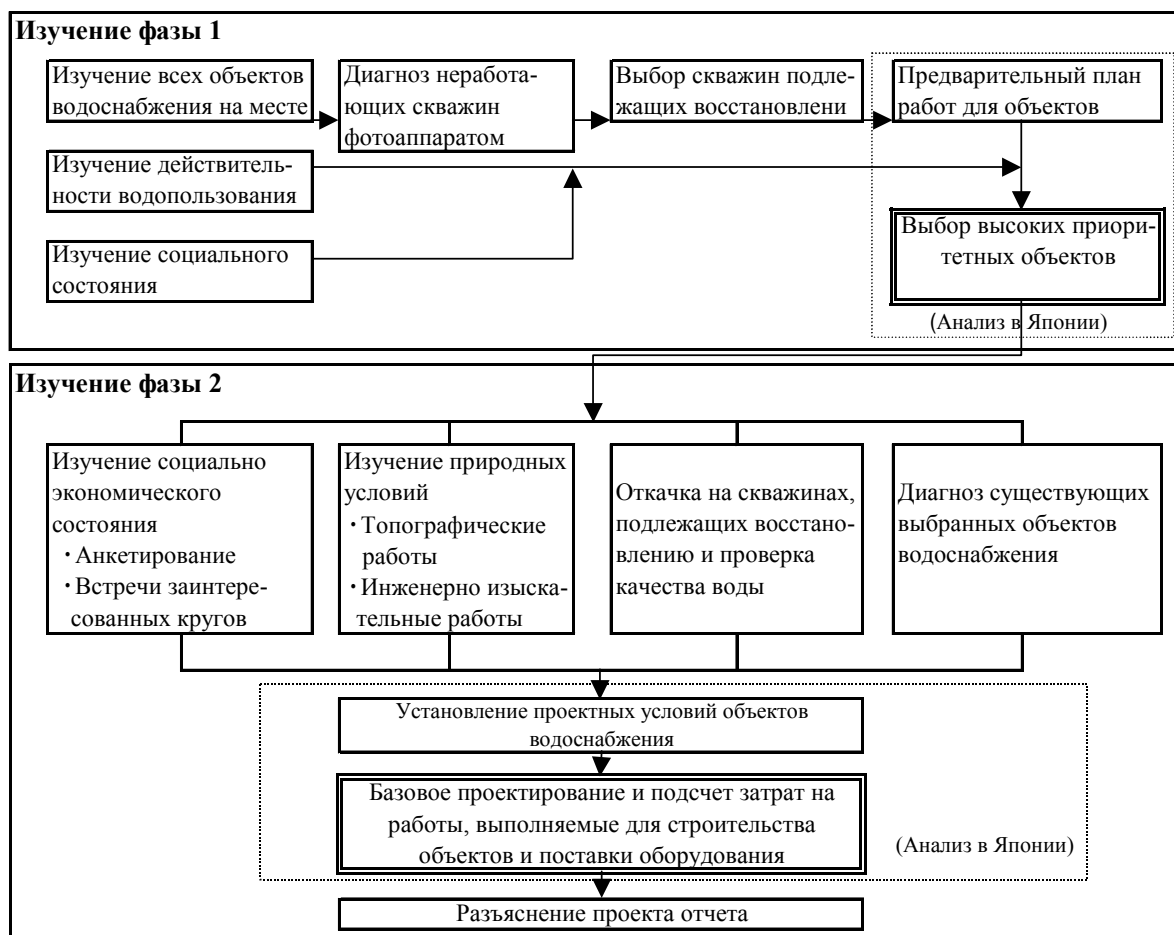 Изучение фазы 1
Изучение всех объектов
водоснабжения на месте
Диагноз неработа-
ющих скважин
фотоаппаратом
Выбор скважин подле-
жащих восстановлени
Предварительный план
работ для объектов
Изучение действитель-
ности водопользования
Изучение социального
состояния
Выбор высоких приори-
тетных объектов
(Анализ в Японии)
Изучение фазы 2
Изучение социально
экономического
состояния
・Анкетирование
・Встречи заинтере-
сованных кругов
Изучение природных
условий
・Топографические
работы
・Инженерно изыска-
тельные работы
Откачка на скважинах,
подлежащих восстано-
влению и проверка
качества воды
Диагноз существующих
выбранных объектов
водоснабжения
Установление проектных условий объектов
водоснабжения
Базовое проектирование и подсчет затрат на
работы, выполняемые для строительства
объектов и поставки оборудования
(Анализ в Японии)
Разъяснение проекта отчета